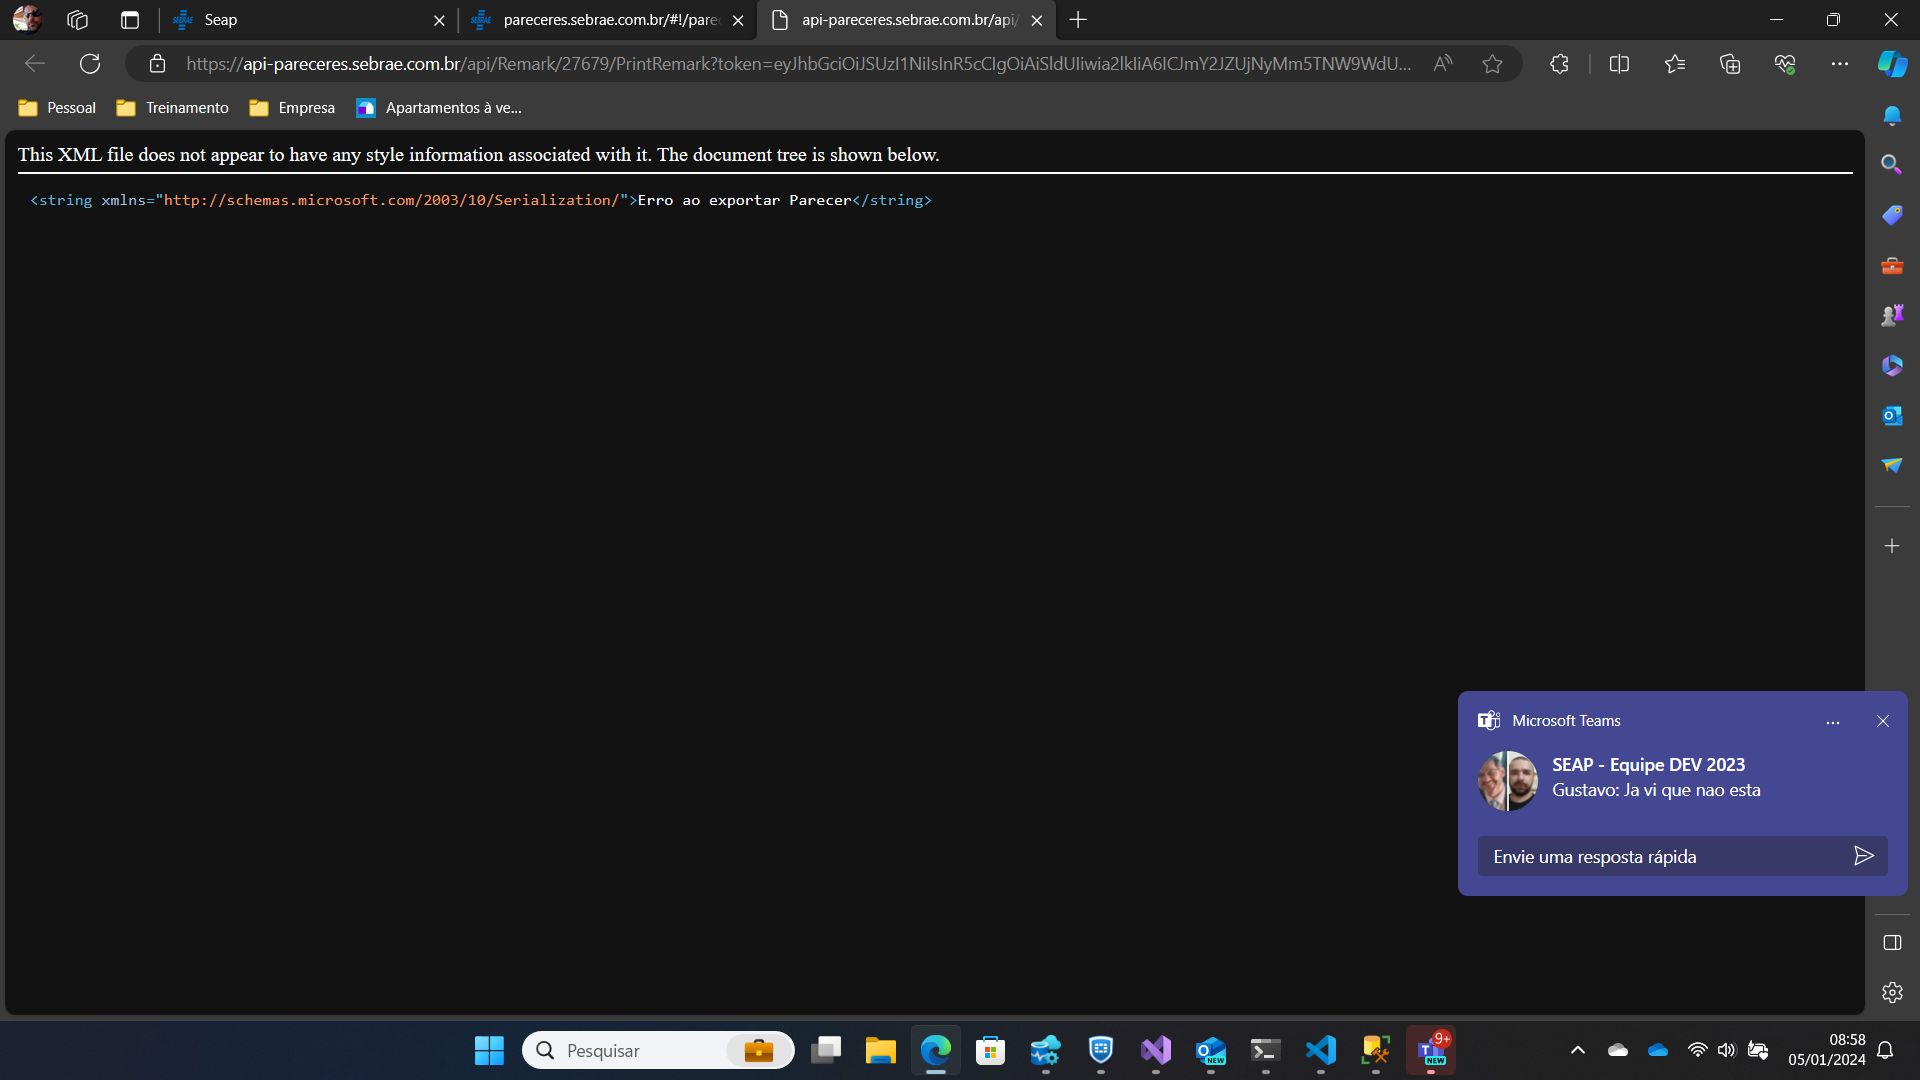 Seap
pareceres.sebrae.com.br/#!/pare
api-pareceres.sebrae.com.br/api/
https://api-pareceres.sebrae.com.br/api/Remark/27679/PrintRemark?token=eyJhbGciOiJSUzI1NiIsInR5cCIgOiAiSldUIiwia2lkIiA6ICJmY2JZUjNyMm5TNW9WdU...
Pessoal
Treinamento
Empresa
Apartamentos à ve...
This XML file does not appear to have any style information associated with it. The document tree is shown below.
<string xmlns="http://schemas.microsoft.com/2003/10/Serialization/">Erro ao exportar Parecer</string>
Microsoft Teams
SEAP - Equipe DEV 2023
Gustavo: Ja vi que nao esta
Envie uma resposta rápida
Pesquisar
NEW
9+
NEW
08:58
05/01/2024